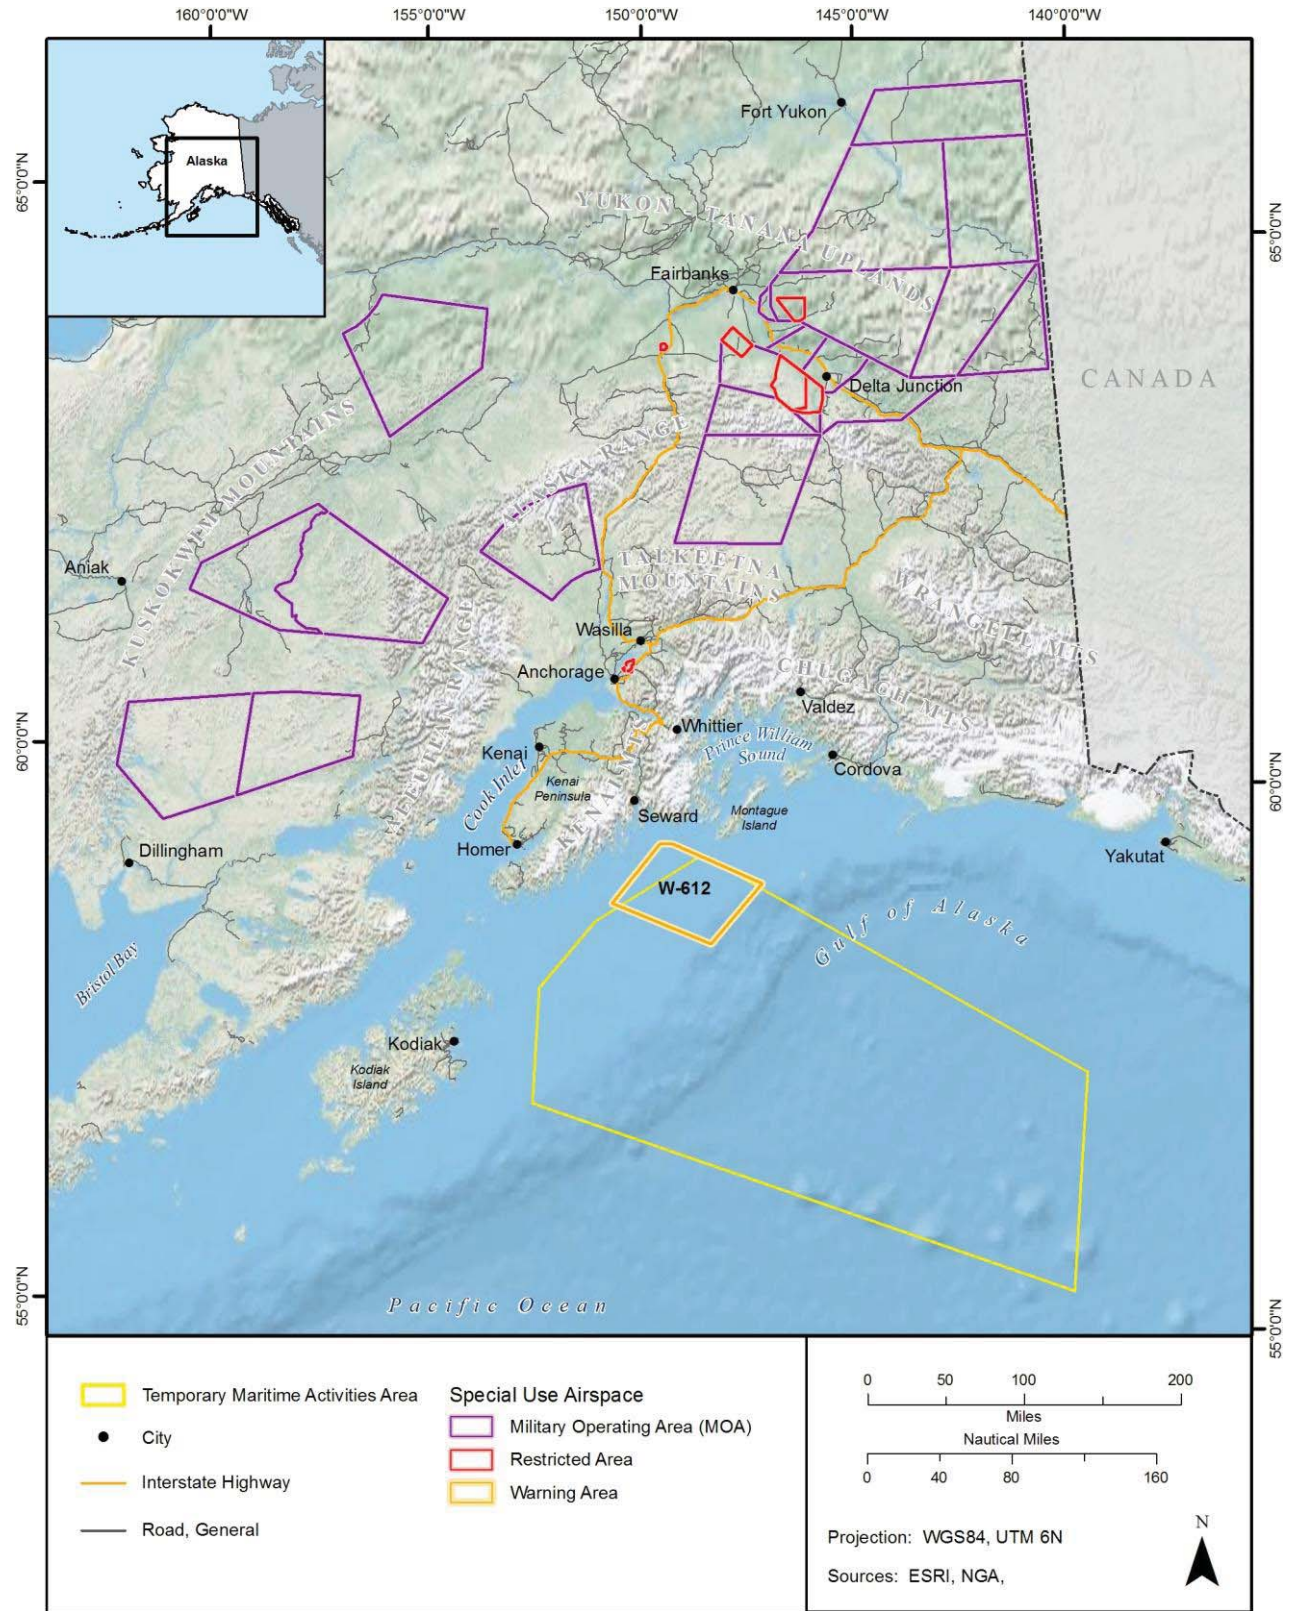 160°0'0"W
155°0'0"W
150°0'0"W
145°0'0"W
140°0'0"W
Alaska
Fort Yukon
65°0'0"N
65°0'0"N
YUKON - TANANA UPLANDS
Fairbanks
Delta Junction
CANADA
KUSKOKWIM MOUNTAINS
ALASKA RANGE
Aniak
TALKEETNA
MOUNTAINS
WRANGELL MTS
Wasilla
ALEUTIAN RANGE
Anchorage
CHUGACH MTS
Valdez
Whittier
Prince William
Sound
60°0'0"N
Kenai
Cordova
60°0'0"N
Cook Inlet
Kenai
Peninsula
KENAI MTS
Seward
Montague
Island
Homer
Dillingham
Yakutat
W-612
Gulf of Alaska
Bristol Bay
Kodiak
Kodiak
Island
Pacific Ocean
55°0'0"N
55°0'0"N
Temporary Maritime Activities Area
City
Interstate Highway
Road, General
Special Use Airspace
Military Operating Area (MOA)
Restricted Area
Warning Area
0 50 100 200
Miles
Nautical Miles
0 40 80 160
Projection: WGS84, UTM 6N
Sources: ESRI, NGA,
N